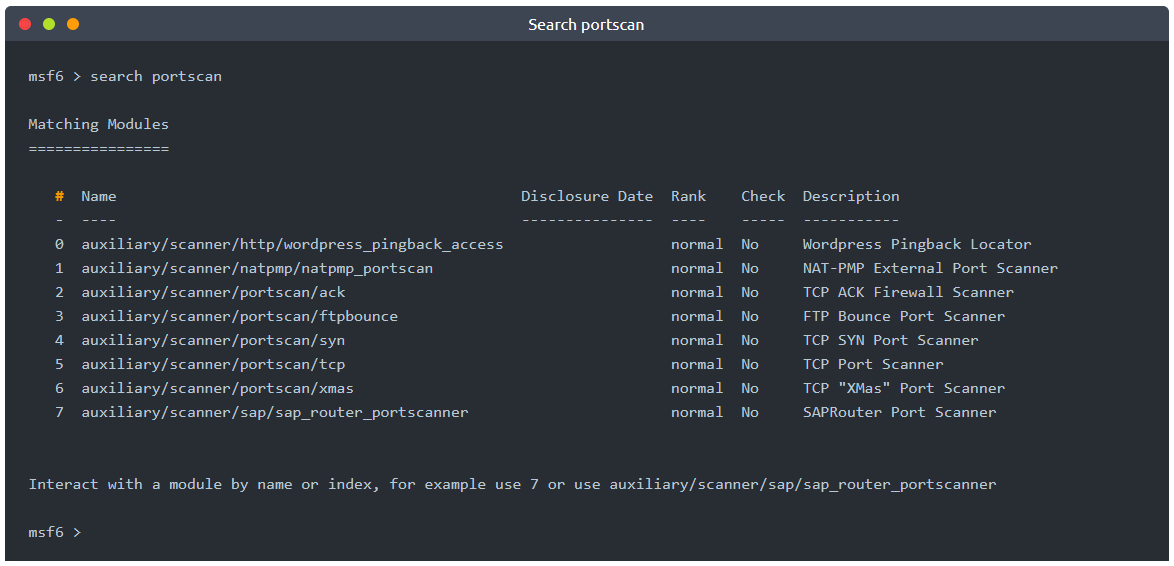 Search portscan
msf6 > search portscan
Matching Modules
================
# Name Disclosure Date Rank Check Description
- ---- --------------- ---- ----- -----------
0 auxiliary/scanner/http/wordpress_pingback_access normal No Wordpress Pingback Locator
1 auxiliary/scanner/natpmp/natpmp_portscan normal No NAT-PMP External Port Scanner
2 auxiliary/scanner/portscan/ack normal No TCP ACK Firewall Scanner
3 auxiliary/scanner/portscan/ftpbounce normal No FTP Bounce Port Scanner
4 auxiliary/scanner/portscan/syn normal No TCP SYN Port Scanner
5 auxiliary/scanner/portscan/tcp normal No TCP Port Scanner
6 auxiliary/scanner/portscan/xmas normal No TCP "XMas" Port Scanner
7 auxiliary/scanner/sap/sap_router_portscanner normal No SAPRouter Port Scanner
Interact with a module by name or index, for example use 7 or use auxiliary/scanner/sap/sap_router_portscanner
msf6 >